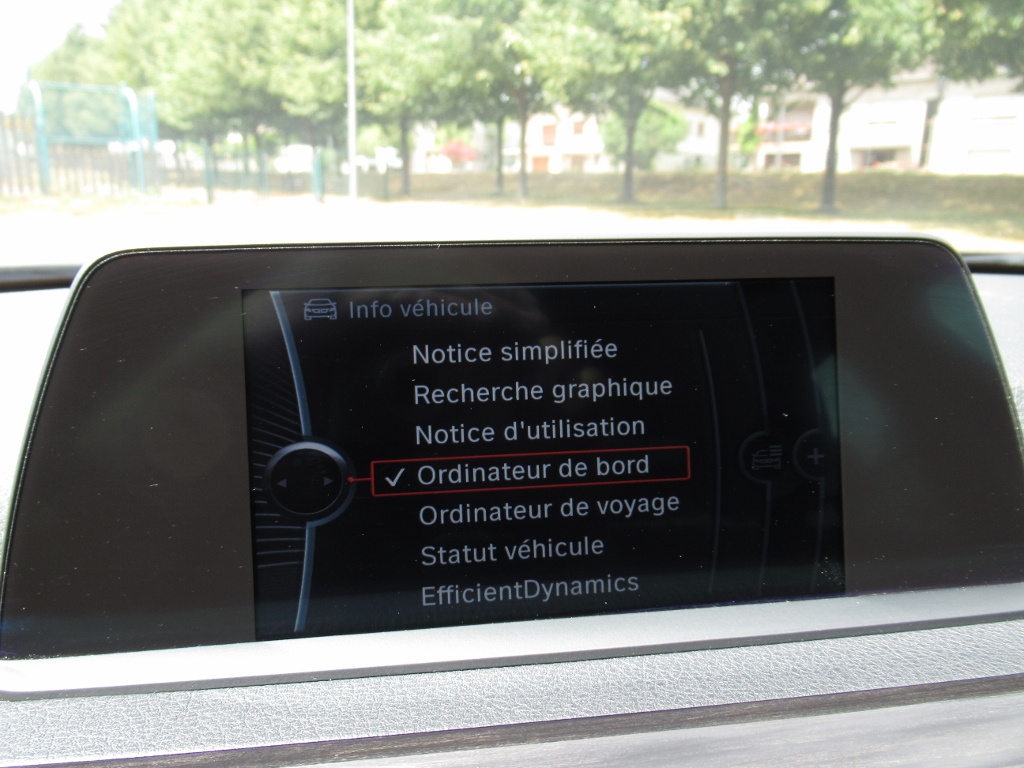 Info véhicule
Notice simplifiée
Recherche graphique
Notice d'utilisation
✓ Ordinateur de bord
Ordinateur de voyage
Statut véhicule
EfficientDynamics